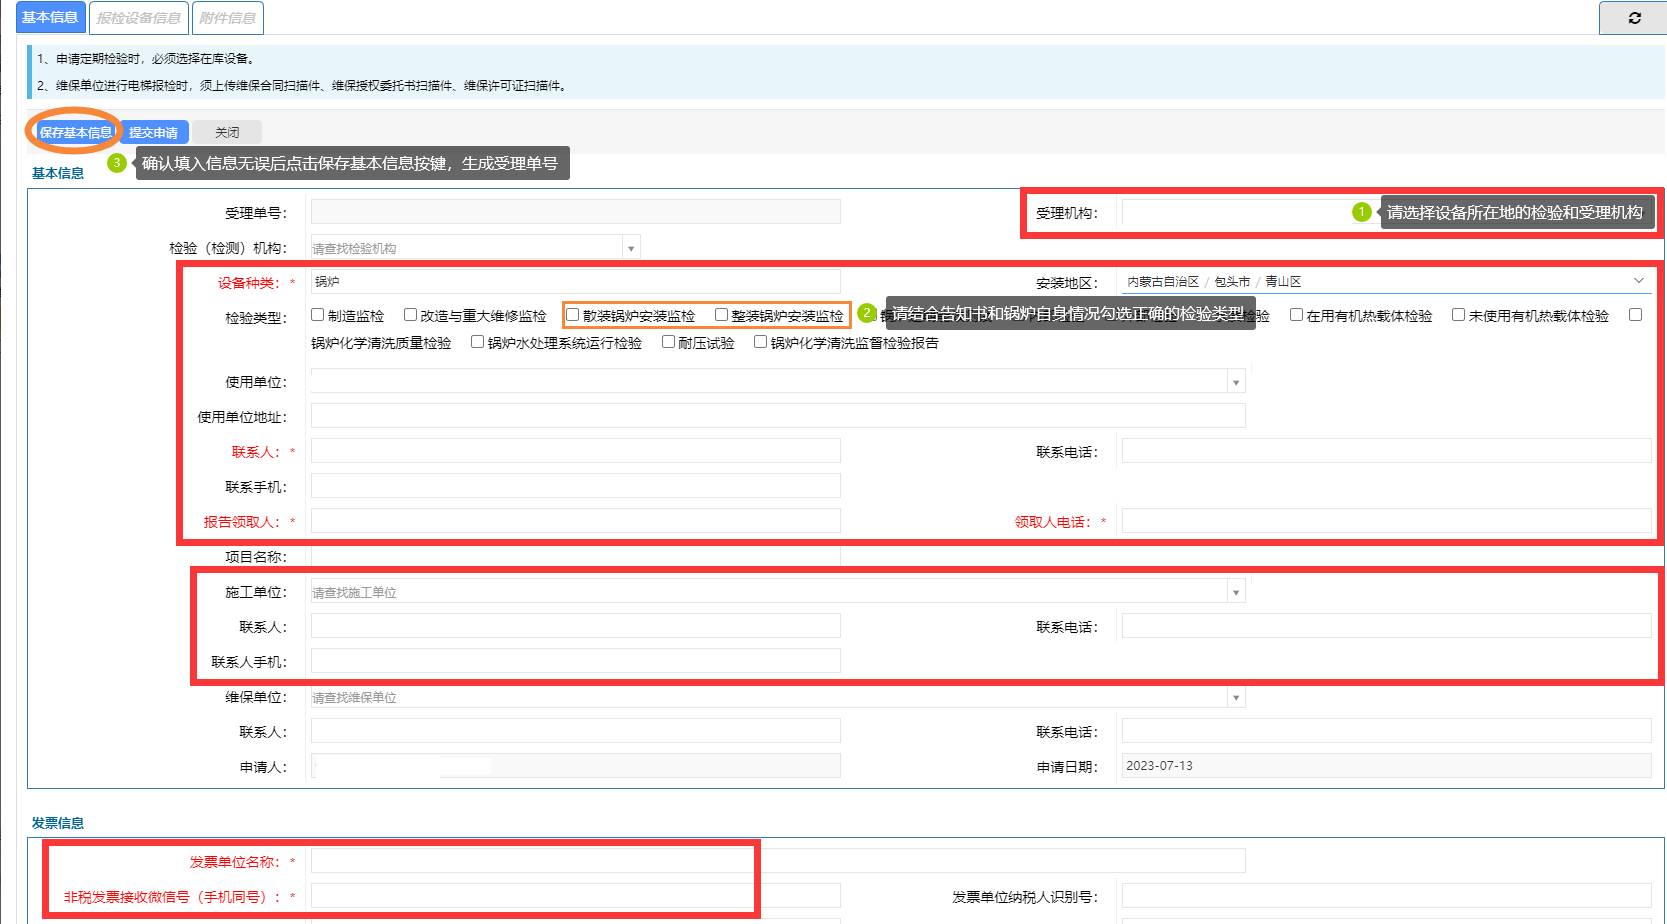 基本信息 报检设备信息 附件信息
1、申请定期检验时，必须选择在库设备。
2、维保单位进行电梯报检时，须上传维保合同扫描件、维保授权委托书扫描件、维保许可证扫描件。
保存基本信息 提交申请 关闭
3 确认填入信息无误后点击保存基本信息按键，生成受理单号
基本信息
受理单号： 受理机构： 1 请选择设备所在地的检验和受理机构
检验（检测）机构： 请查找检验机构
设备种类： * 锅炉 安装地区： 内蒙古自治区 / 包头市 / 青山区
检验类型： 制造监检 改造与重大维修监检 散装锅炉安装监检 整装锅炉安装监检 2 请结合告知书和锅炉自身情况勾选正确的检验类型 检验 在用有机热载体检验 未使用有机热载体检验
锅炉化学清洗质量检验 锅炉水处理系统运行检验 耐压试验 锅炉化学清洗监督检验报告
使用单位：
使用单位地址：
联系人： * 联系电话：
联系手机：
报告领取人： * 领取人电话： *
项目名称：
施工单位： 请查找施工单位
联系人： 联系电话：
联系人手机：
维保单位： 请查找维保单位
联系人： 联系电话：
申请人： 申请日期： 2023-07-13
发票信息
发票单位名称： *
非税发票接收微信号（手机同号）： * 发票单位纳税人识别号：